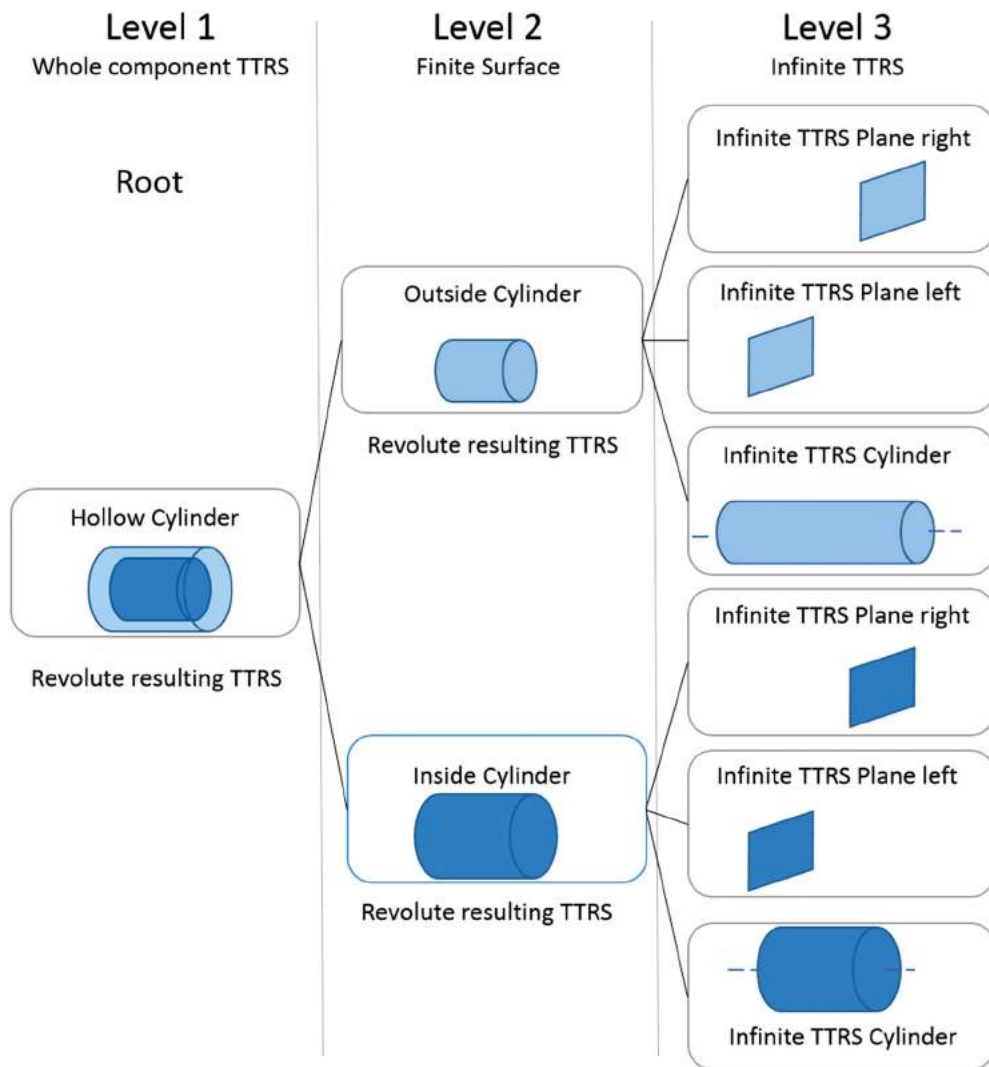 Level 1
Whole component TTRS
Level 2
Finite Surface
Level 3
Infinite TTRS
Root
Hollow Cylinder
Revolute resulting TTRS
Outside Cylinder
Revolute resulting TTRS
Inside Cylinder
Revolute resulting TTRS
Infinite TTRS Plane right
Infinite TTRS Plane left
Infinite TTRS Cylinder
Infinite TTRS Plane right
Infinite TTRS Plane left
Infinite TTRS Cylinder